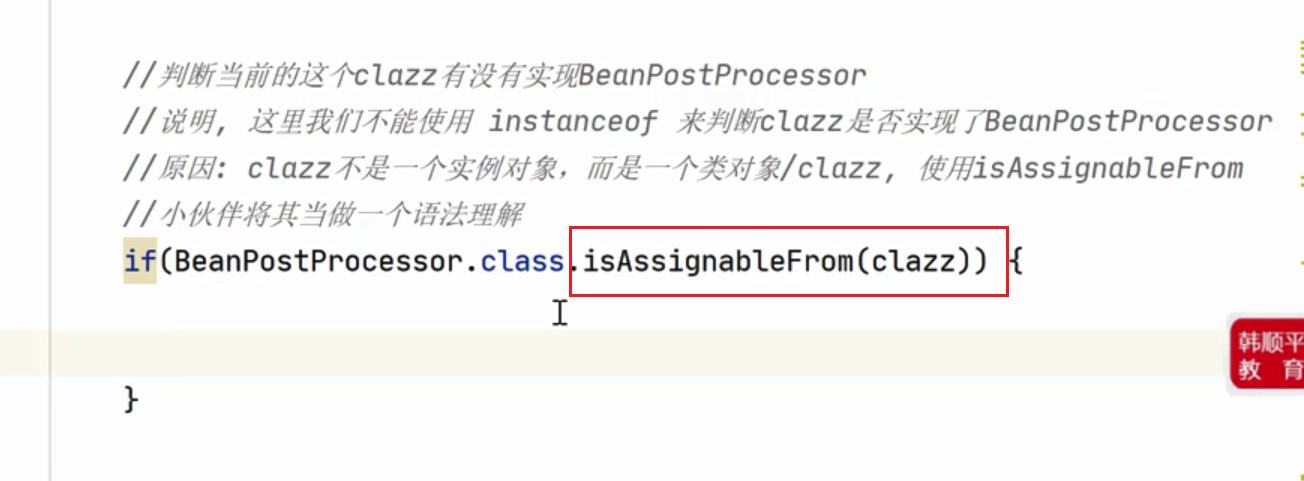 //判断当前的这个clazz有没有实现BeanPostProcessor
//说明, 这里我们不能使用 instanceof 来判断clazz是否实现了BeanPostProcessor
//原因: clazz不是一个实例对象，而是一个类对象/clazz, 使用isAssignableFrom
//小伙伴将其当做一个语法理解
if(BeanPostProcessor.class.isAssignableFrom(clazz)) {
}
韩顺平
教 育